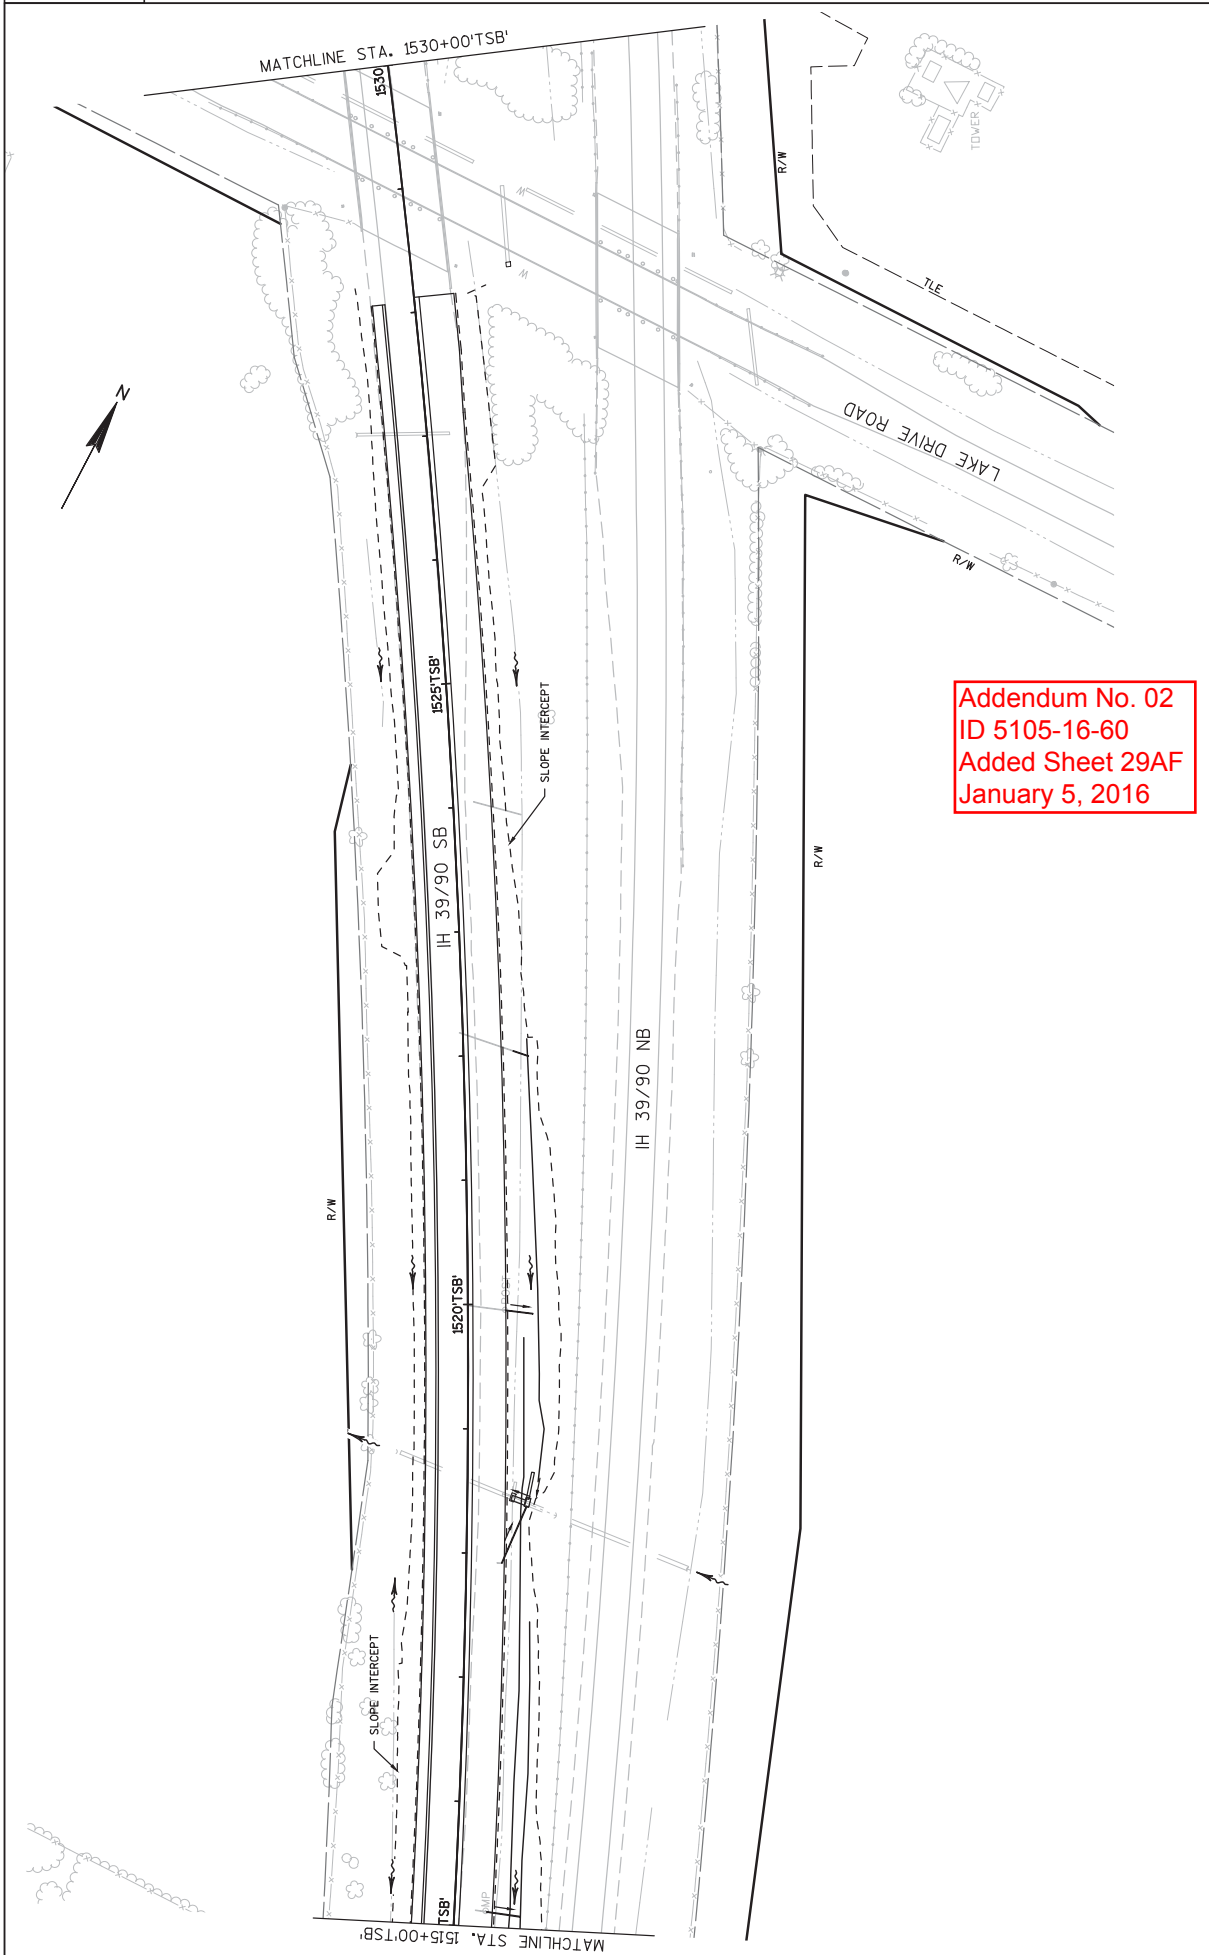 MATCHLINE STA. 1530+00'TSB'
1530
TOWER
R/W
W
W
TLE
N
LAKE DRIVE ROAD
R/W
1525'TSB'
SLOPE INTERCEPT
Addendum No. 02
ID 5105-16-60
Added Sheet 29AF
January 5, 2016
IH 39/90 SB
R/W
IH 39/90 NB
R/W
1520'TSB'
SLOPE INTERCEPT
TSB'
MATCHLINE STA. 1515+00'TSB'